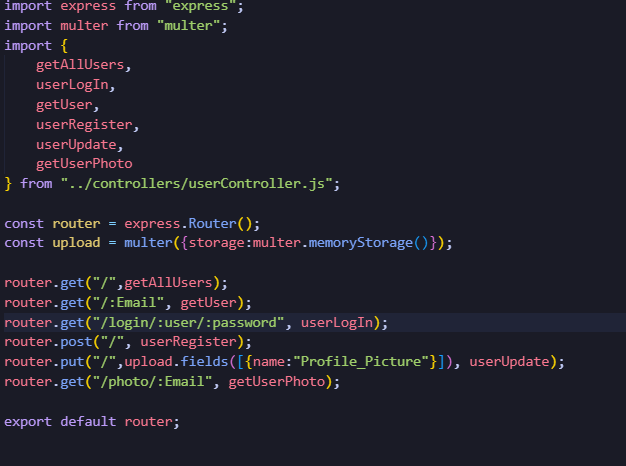 import express from "express";
import multer from "multer";
import {
    getAllUsers,
    userLogIn,
    getUser,
    userRegister,
    userUpdate,
    getUserPhoto
} from "../controllers/userController.js";

const router = express.Router();
const upload = multer({storage:multer.memoryStorage()});

router.get("/",getAllUsers);
router.get("/:Email", getUser);
router.get("/login/:user/:password", userLogIn);
router.post("/", userRegister);
router.put("/",upload.fields([{name:"Profile_Picture"}]), userUpdate);
router.get("/photo/:Email", getUserPhoto);

export default router;